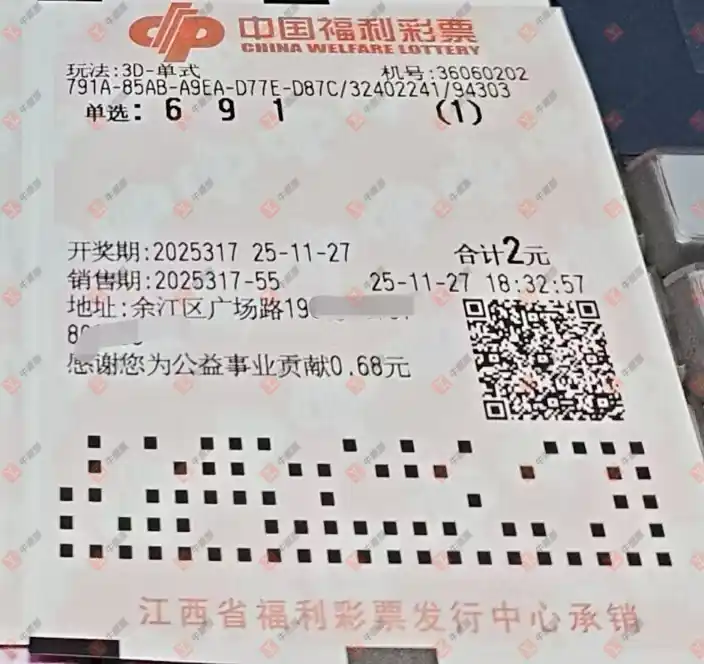 中国福利彩票
CHINA WELFARE LOTTERY
玩法:3D-单式 机号:36060202
791A-85AB-A9EA-D77E-D87C/32402241/94303
单选: 6 9 1 (1)
开奖期:2025317 25-11-27 合计2元
销售期:2025317-55 25-11-27 18:32:57
地址:余江区广场路19
8
感谢您为公益事业贡献0.68元
江西省福利彩票发行中心承销